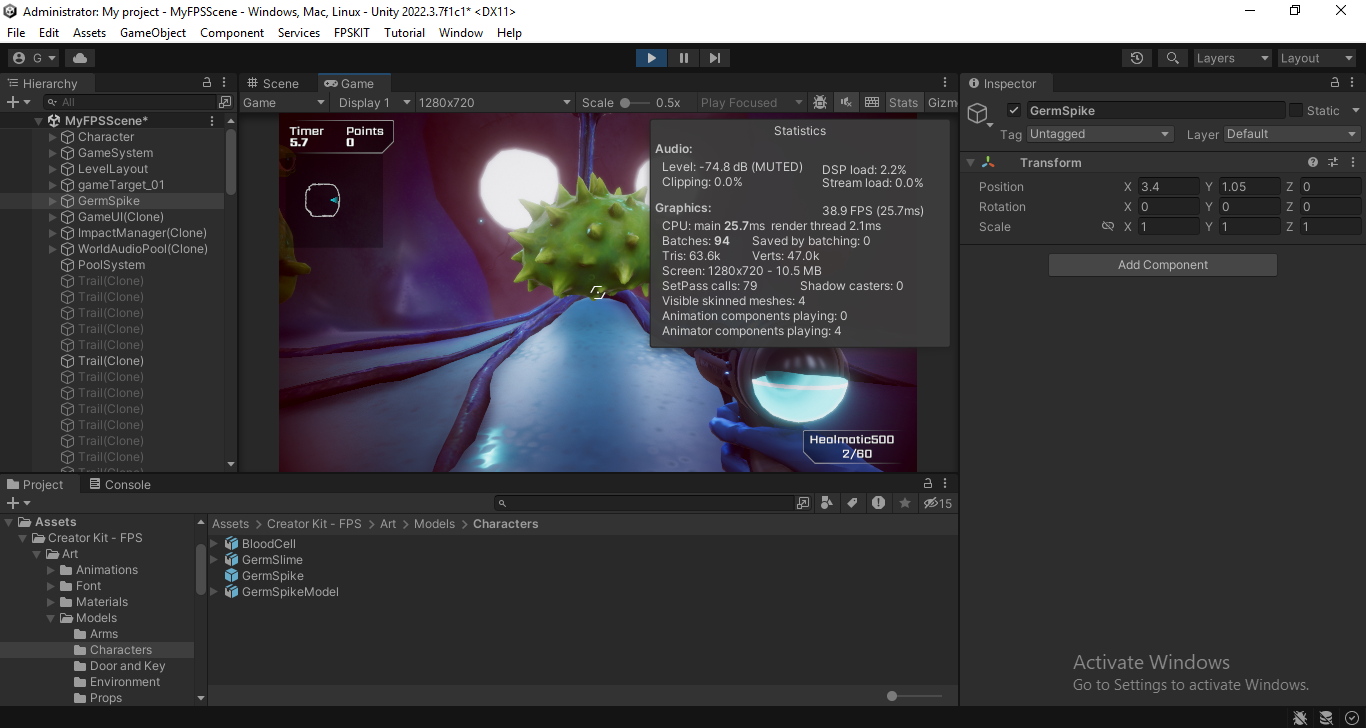 Administrator: My project - MyFPSScene - Windows, Mac, Linux - Unity 2022.3.7f1c1* <DX11>
File Edit Assets GameObject Component Services FPSKIT Tutorial Window Help
G Layers Layout
Hierarchy
All
MyFPSScene*
Character
GameSystem
LevelLayout
gameTarget_01
GermSpike
GameUI(Clone)
ImpactManager(Clone)
WorldAudioPool(Clone)
PoolSystem
Trail(Clone)
Trail(Clone)
Trail(Clone)
Trail(Clone)
Trail(Clone)
Trail(Clone)
Trail(Clone)
Trail(Clone)
Trail(Clone)
Trail(Clone)
Trail(Clone)
Trail(Clone)
Trail(Clone)
Scene Game
Game Display 1 1280x720 Scale 0.5x Play Focused Stats Gizm
Timer Points
5.7 0
Statistics
Audio:
Level: -74.8 dB (MUTED) DSP load: 2.2%
Clipping: 0.0% Stream load: 0.0%
Graphics: 38.9 FPS (25.7ms)
CPU: main 25.7ms render thread 2.1ms
Batches: 94 Saved by batching: 0
Tris: 63.6k Verts: 47.0k
Screen: 1280x720 - 10.5 MB
SetPass calls: 79 Shadow casters: 0
Visible skinned meshes: 4
Animation components playing: 0
Animator components playing: 4
Heolmotic500
2/60
Inspector
GermSpike Static
Tag Untagged Layer Default
Transform
Position X 3.4 Y 1.05 Z 0
Rotation X 0 Y 0 Z 0
Scale X 1 Y 1 Z 1
Add Component
Project Console
15
Assets
Creator Kit - FPS
Art
Animations
Font
Materials
Models
Arms
Characters
Door and Key
Environment
Props
Assets > Creator Kit - FPS > Art > Models > Characters
BloodCell
GermSlime
GermSpike
GermSpikeModel
Activate Windows
Go to Settings to activate Windows.